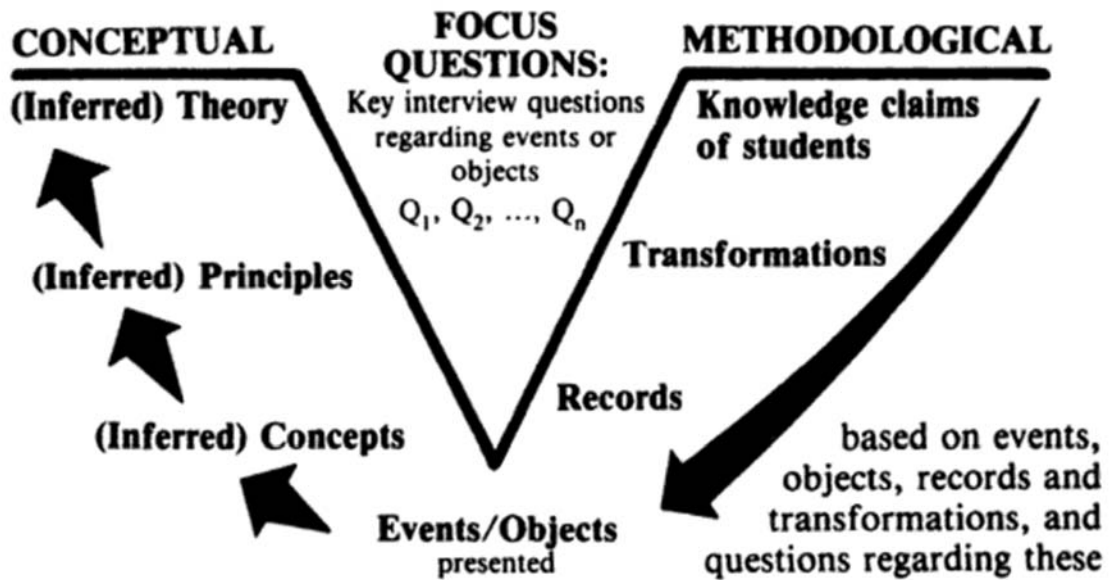 CONCEPTUAL
(Inferred) Theory
(Inferred) Principles
(Inferred) Concepts
FOCUS
QUESTIONS:
Key interview questions
regarding events or
objects
Q1, Q2, ..., Qn
METHODOLOGICAL
Knowledge claims
of students
Transformations
Records
based on events,
objects, records and
transformations, and
questions regarding these
Events/Objects
presented